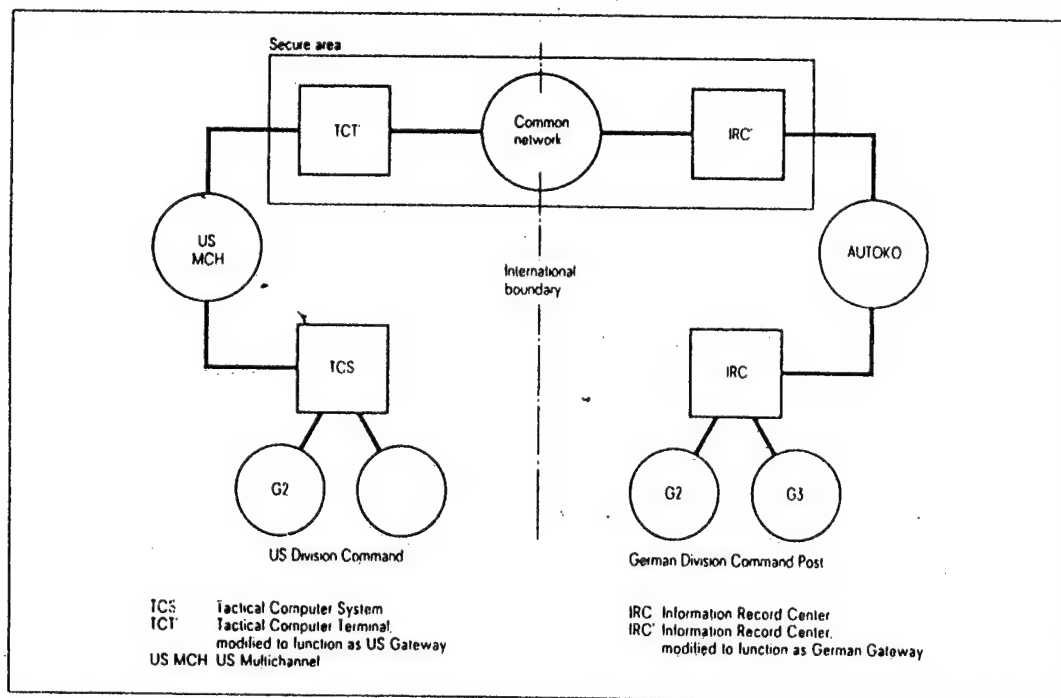 Secure area
TCT'
Common
network
IRC'
US
MCH
International
boundary
AUTOKO
TCS
IRC
G2
G2
G3
US Division Command
German Division Command Post
TCS Tactical Computer System
TCT' Tactical Computer Terminal,
modified to function as US Gateway
US MCH US Multichannel
IRC Information Record Center
IRC' Information Record Center,
modified to function as German Gateway